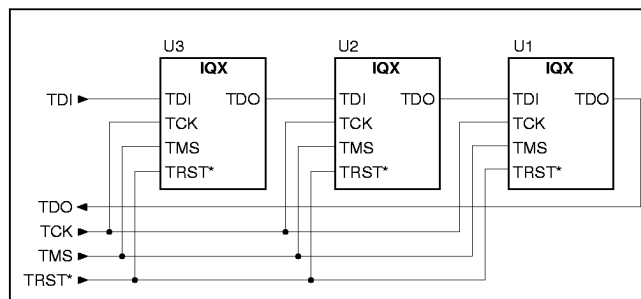 U3 U2 U1
IQX IQX IQX
TDI TDI TDO TDI TDO TDI TDO
TCK TCK TCK
TMS TMS TMS
TRST* TRST* TRST*
TDO
TCK
TMS
TRST*